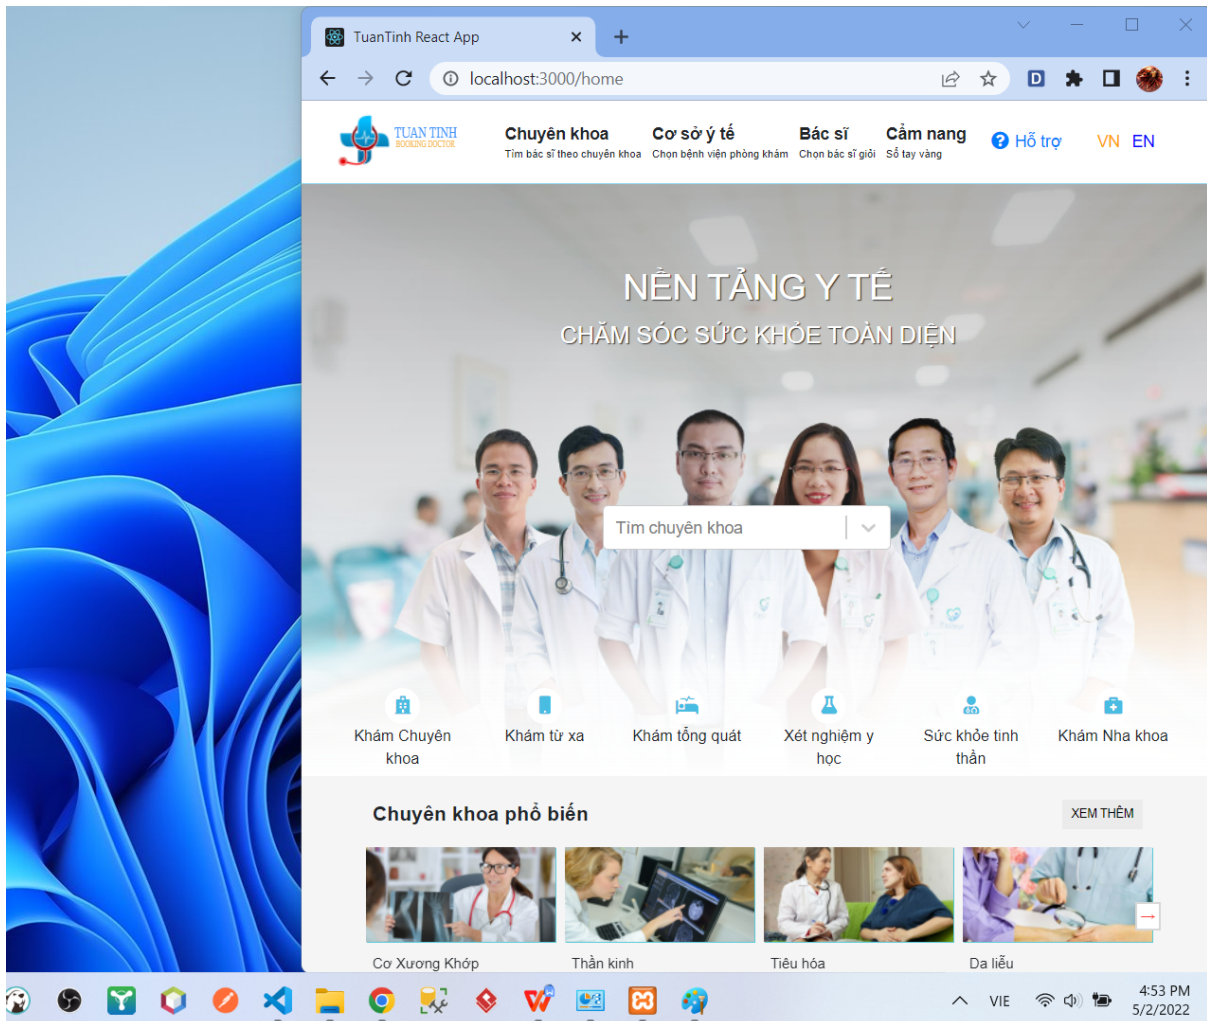 TuanTinh React App
localhost:3000/home
TUAN TINH
BOOKING DOCTOR
Chuyên khoa
Tìm bác sĩ theo chuyên khoa
Cơ sở y tế
Chọn bệnh viện phòng khám
Bác sĩ
Chọn bác sĩ giỏi
Cẩm nang
Sổ tay vàng
Hỗ trợ
VN EN
NỀN TẢNG Y TẾ
CHĂM SÓC SỨC KHỎE TOÀN DIỆN
Tìm chuyên khoa
Khám Chuyên
khoa
Khám từ xa
Khám tổng quát
Xét nghiệm y
học
Sức khỏe tinh
thần
Khám Nha khoa
Chuyên khoa phổ biến
XEM THÊM
Cơ Xương Khớp
Thần kinh
Tiêu hóa
Da liễu
VIE
4:53 PM
5/2/2022